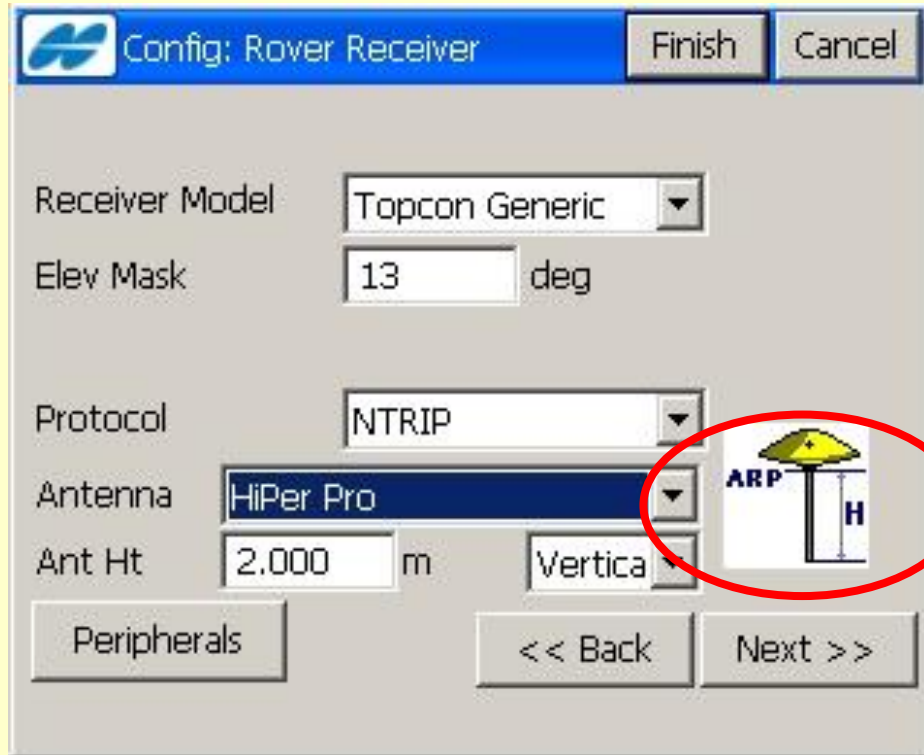 Config: Rover Receiver Finish Cancel
Receiver Model Topcon Generic
Elev Mask 13 deg
Protocol NTRIP
Antenna HiPer Pro
ARP
H
Ant Ht 2.000 m Vertica
Peripherals << Back Next >>